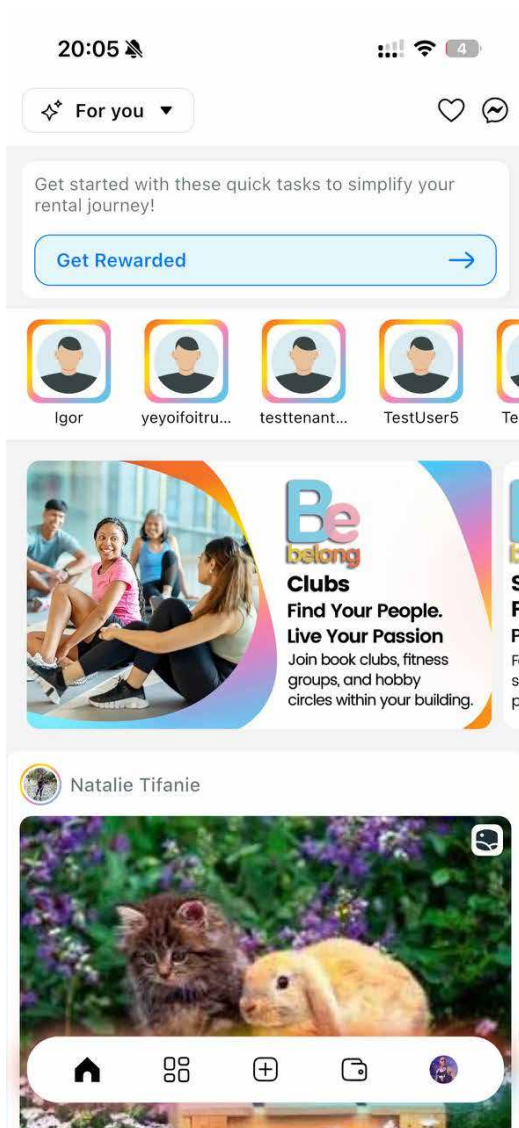 20:05
4
For you
Get started with these quick tasks to simplify your
rental journey!
Get Rewarded
Igor
yeyoifoitru...
testtenant...
TestUser5
Te
Be
belong
Clubs
Find Your People.
Live Your Passion
Join book clubs, fitness
groups, and hobby
circles within your building.
Natalie Tifanie